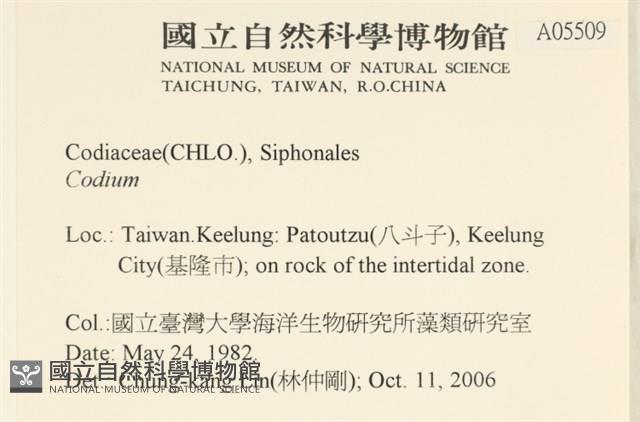 國立自然科學博物館
A05509
NATIONAL MUSEUM OF NATURAL SCIENCE
TAICHUNG, TAIWAN, R.O.CHINA
Codiaceae(CHLO.), Siphonales
Codium
Loc.: Taiwan.Keelung: Patoutzu(八斗子), Keelung
City(基隆市); on rock of the intertidal zone.
Col.:國立臺灣大學海洋生物研究所藻類研究室
Date: May 24, 1982.
國立自然科學博物館
Det. Chung-kang Lin(林仲剛); Oct. 11, 2006
NATIONAL MUSEUM OF NATURAL SCIENCE